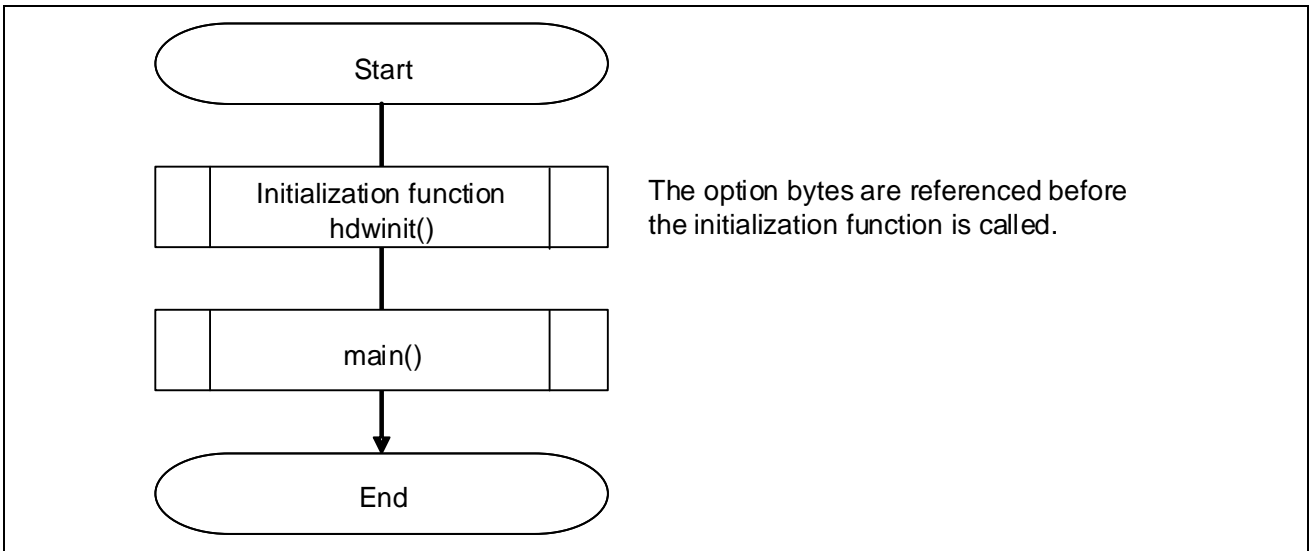 Start
Initialization function
hdwinit()
The option bytes are referenced before
the initialization function is called.
main()
End